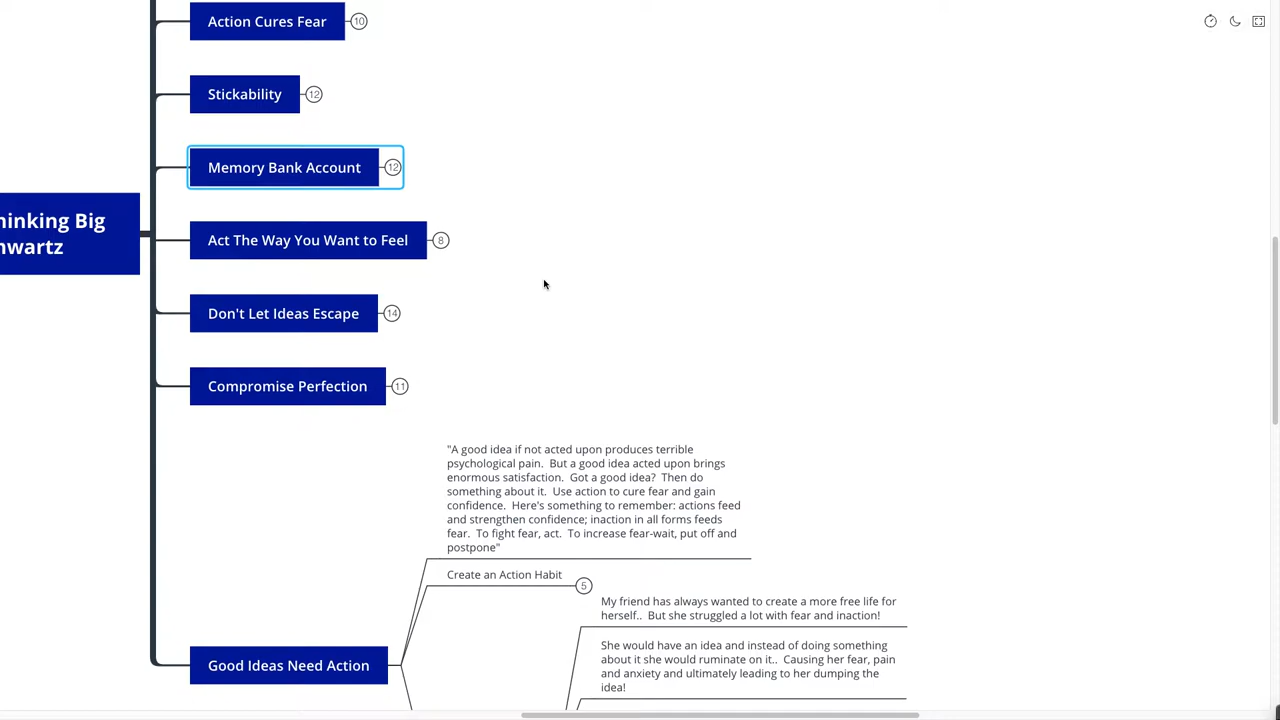 Action Cures Fear 10
Stickability 12
Memory Bank Account 12
hinking Big
hwartz
Act The Way You Want to Feel 8
Don't Let Ideas Escape 14
Compromise Perfection 11
"A good idea if not acted upon produces terrible
psychological pain. But a good idea acted upon brings
enormous satisfaction. Got a good idea? Then do
something about it. Use action to cure fear and gain
confidence. Here's something to remember: actions feed
and strengthen confidence; inaction in all forms feeds
fear. To fight fear, act. To increase fear-wait, put off and
postpone"
Create an Action Habit 5
My friend has always wanted to create a more free life for
herself.. But she struggled a lot with fear and inaction!
She would have an idea and instead of doing something
about it she would ruminate on it.. Causing her fear, pain
and anxiety and ultimately leading to her dumping the
idea!
Good Ideas Need Action